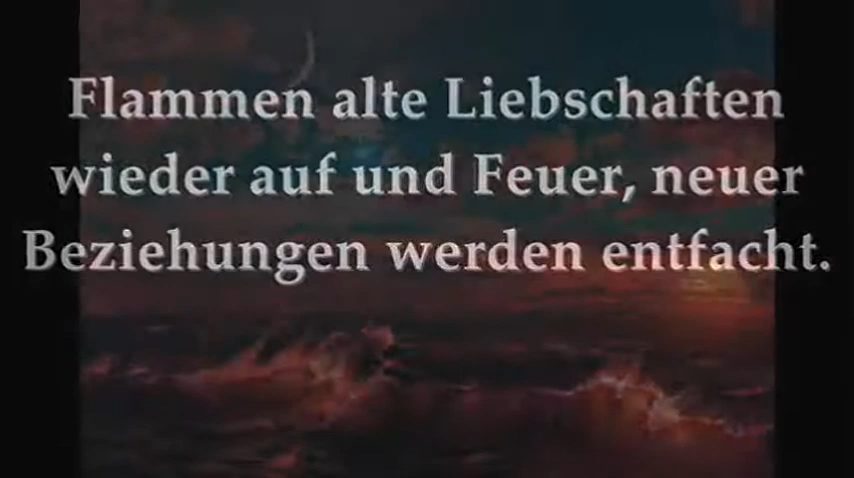 Flammen alte Liebschaften
wieder auf und Feuer, neuer
Beziehungen werden entfacht.